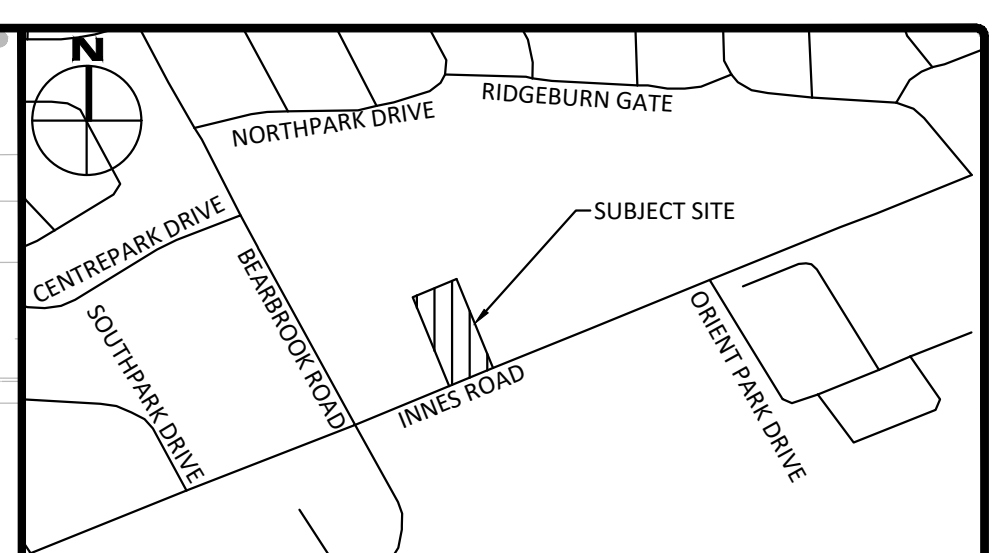 N
RIDGEBURN GATE
NORTHPARK DRIVE
SUBJECT SITE
CENTREPARK DRIVE
BEARBROOK ROAD
SOUTHPARK DRIVE
ORIENT PARK DRIVE
INNES ROAD